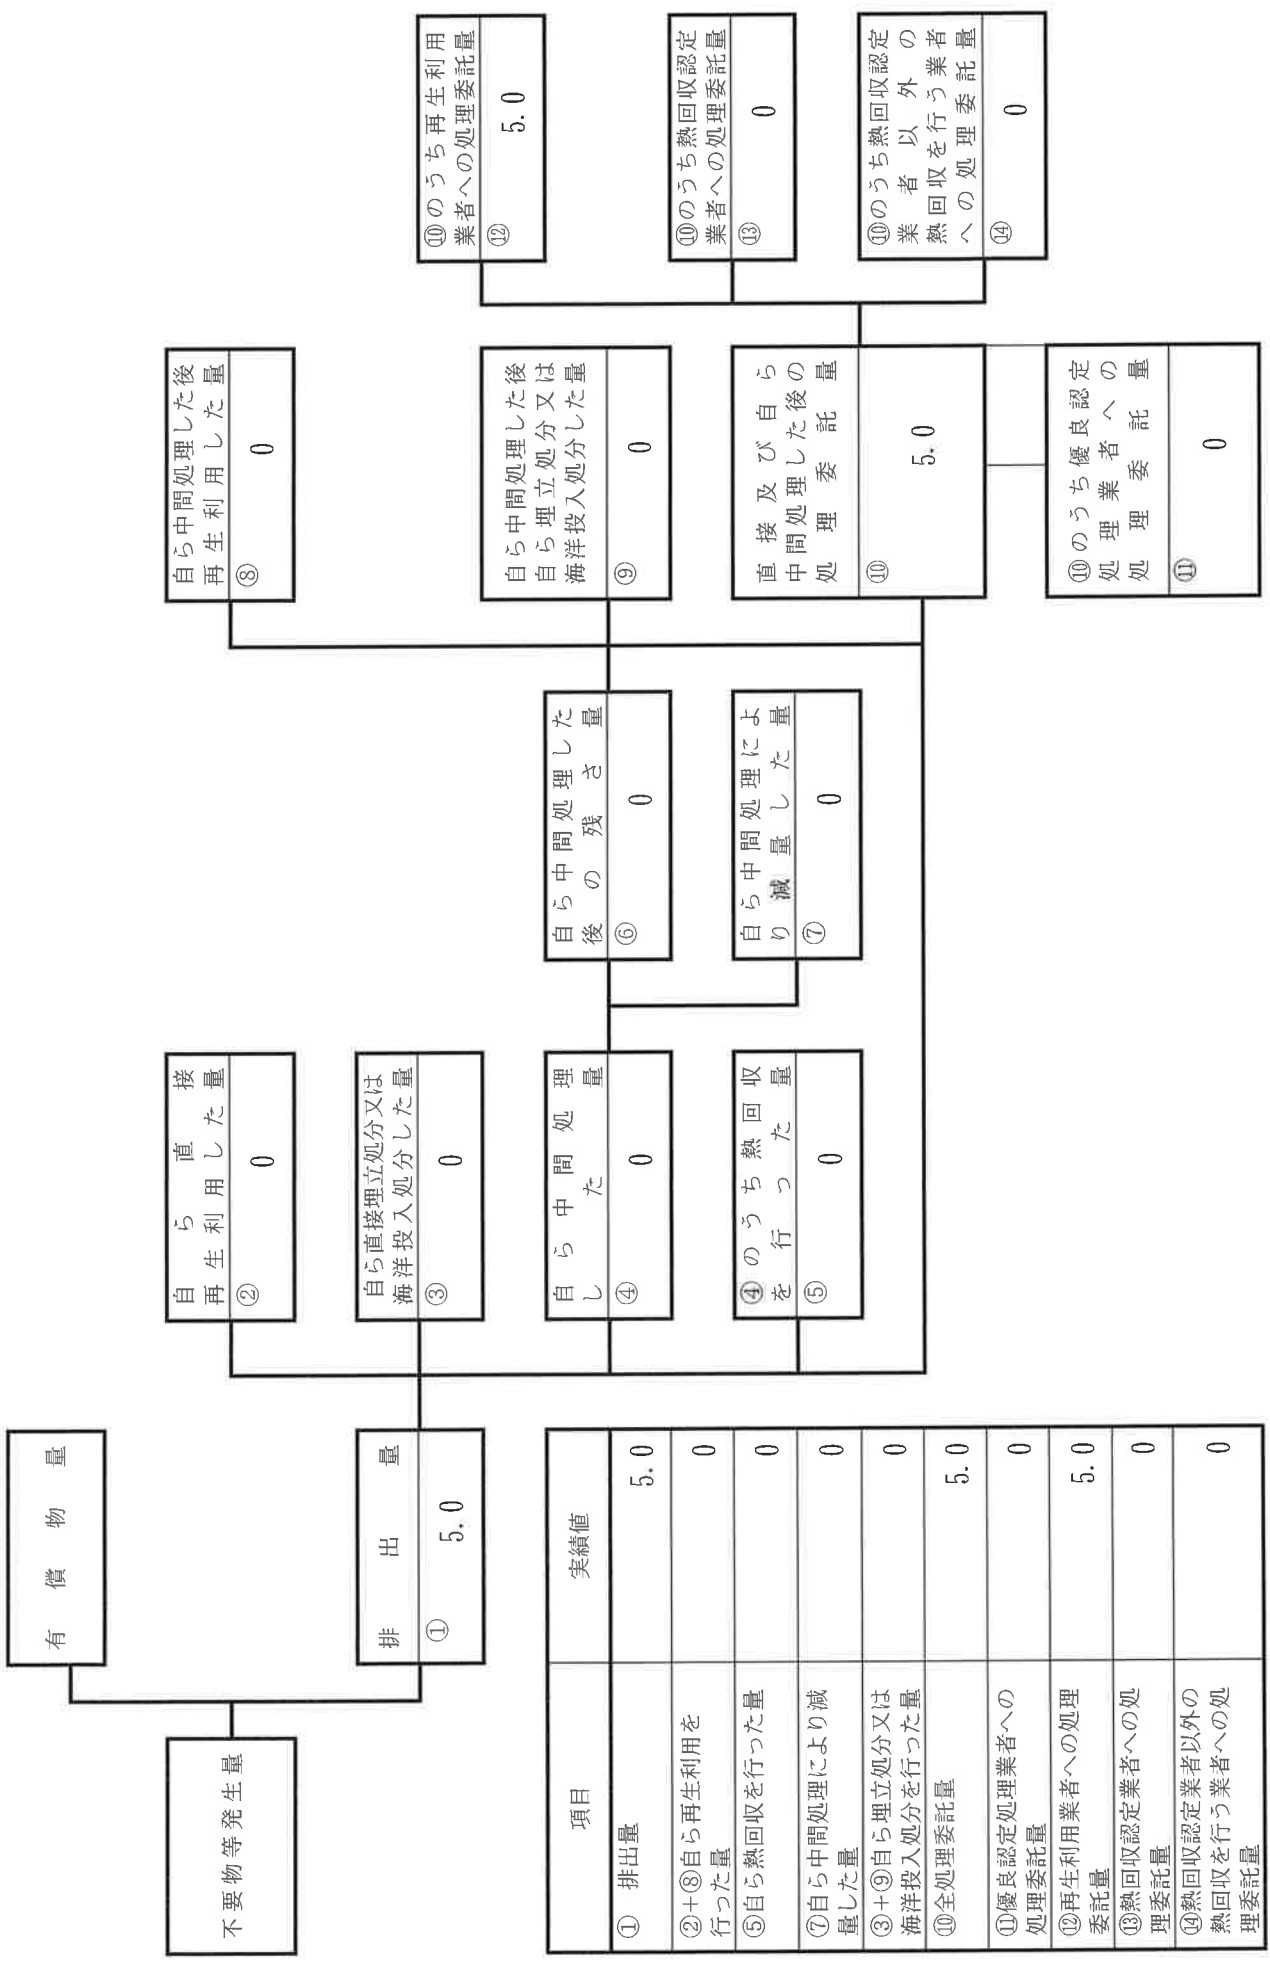 不要物等発生量
有償物量
排出量
①
5.0
自ら直接
再生利用した量
②
0
自ら直接埋立処分又は
海洋投入処分した量
③
0
自ら中間処理
した量
④
0
④のうち熱回収
を行った量
⑤
0
自ら中間処理した
後の残さ量
⑥
0
自ら中間処理によ
り減量した量
⑦
0
自ら中間処理した後
再生利用した量
⑧
0
自ら中間処理した後
自ら埋立処分又は
海洋投入処分した量
⑨
0
直接及び自ら
中間処理した後の
処理委託量
⑩
5.0
⑩のうち優良認定
処理業者への
処理委託量
⑪
0
⑩のうち再生利用
業者への処理委託量
⑫
5.0
⑩のうち熱回収認定
業者への処理委託量
⑬
0
⑩のうち熱回収認定
業者以外の
熱回収を行う業者
への処理委託量
⑭
0
項目 実績値
① 排出量 5.0
②+⑧自ら再生利用を
行った量 0
⑤自ら熱回収を行った量 0
⑦自ら中間処理により減
量した量 0
③+⑨自ら埋立処分又は
海洋投入処分を行った量 0
⑩全処理委託量 5.0
⑪優良認定処理業者への
処理委託量 0
⑫再生利用業者への処理
委託量 5.0
⑬熱回収認定業者への処
理委託量 0
⑭熱回収認定業者以外の
熱回収を行う業者への処
理委託量 0